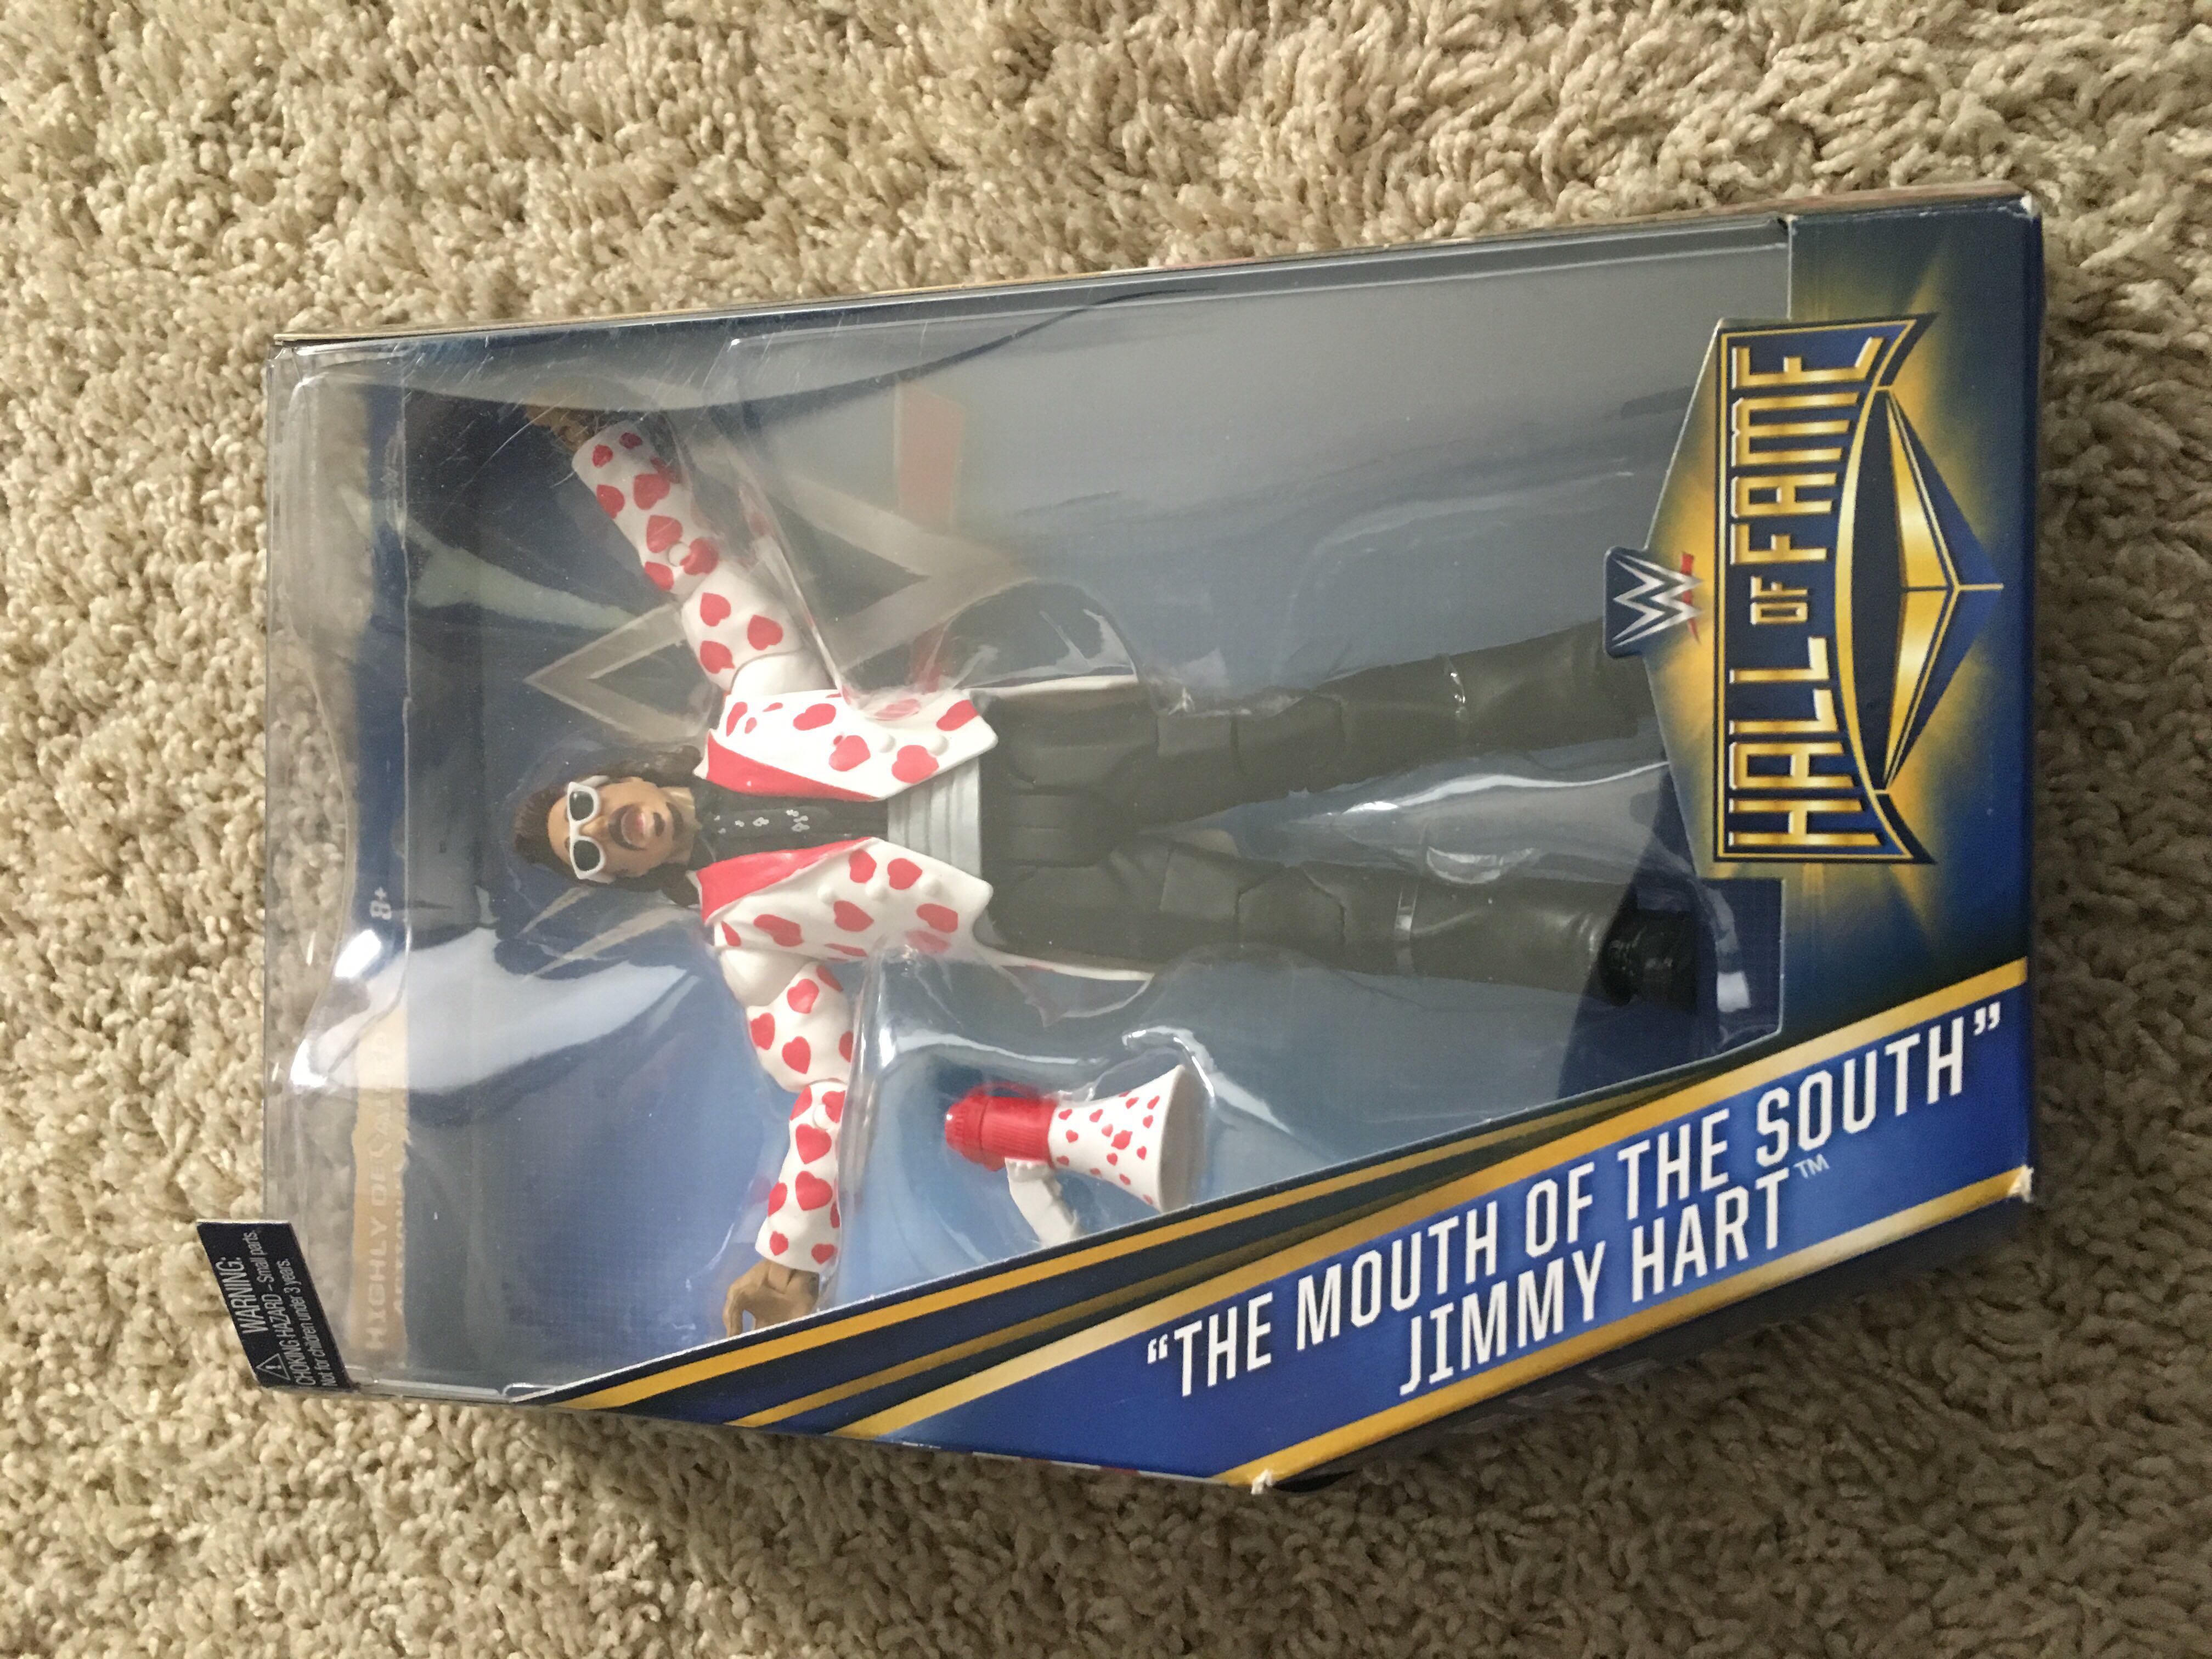 8+
HIGHLY
WARNING:
CHOKING HAZARD - Small parts.
Not for children under 3 years.
W
HALL OF FAME
“THE MOUTH OF THE SOUTH”
JIMMY HART™